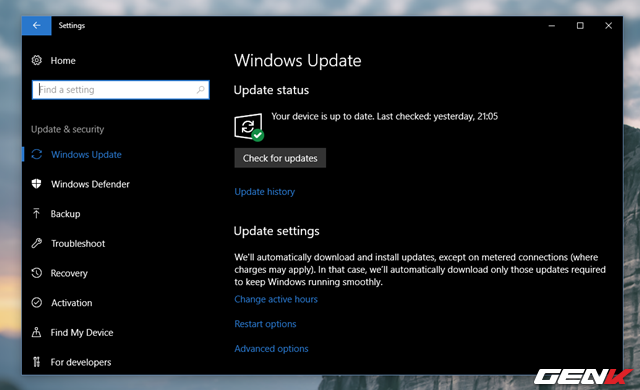 Settings
Home
Find a setting
Update & security
Windows Update
Windows Defender
Backup
Troubleshoot
Recovery
Activation
Find My Device
For developers
Windows Update
Update status
Your device is up to date. Last checked: yesterday, 21:05
Check for updates
Update history
Update settings
We'll automatically download and install updates, except on metered connections (where
charges may apply). In that case, we'll automatically download only those updates required
to keep Windows running smoothly.
Change active hours
Restart options
Advanced options
GENK